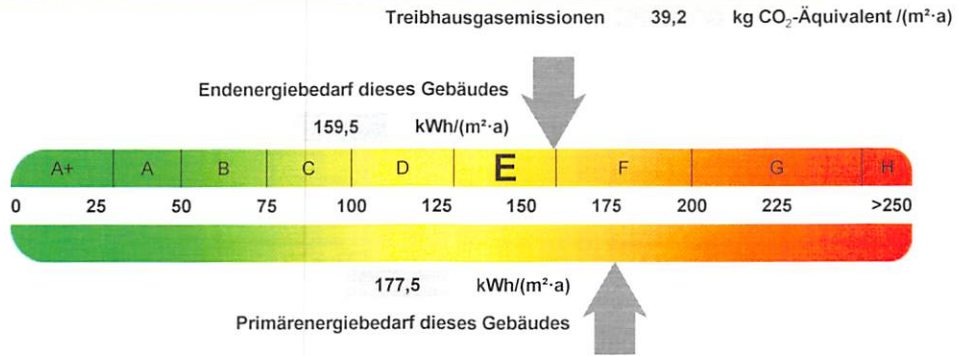 Treibhausgasemissionen 39,2 kg CO₂-Äquivalent /(m²·a)
Endenergiebedarf dieses Gebäudes
159,5 kWh/(m²·a)
A+ A B C D E F G H
0 25 50 75 100 125 150 175 200 225 >250
177,5 kWh/(m²·a)
Primärenergiebedarf dieses Gebäudes